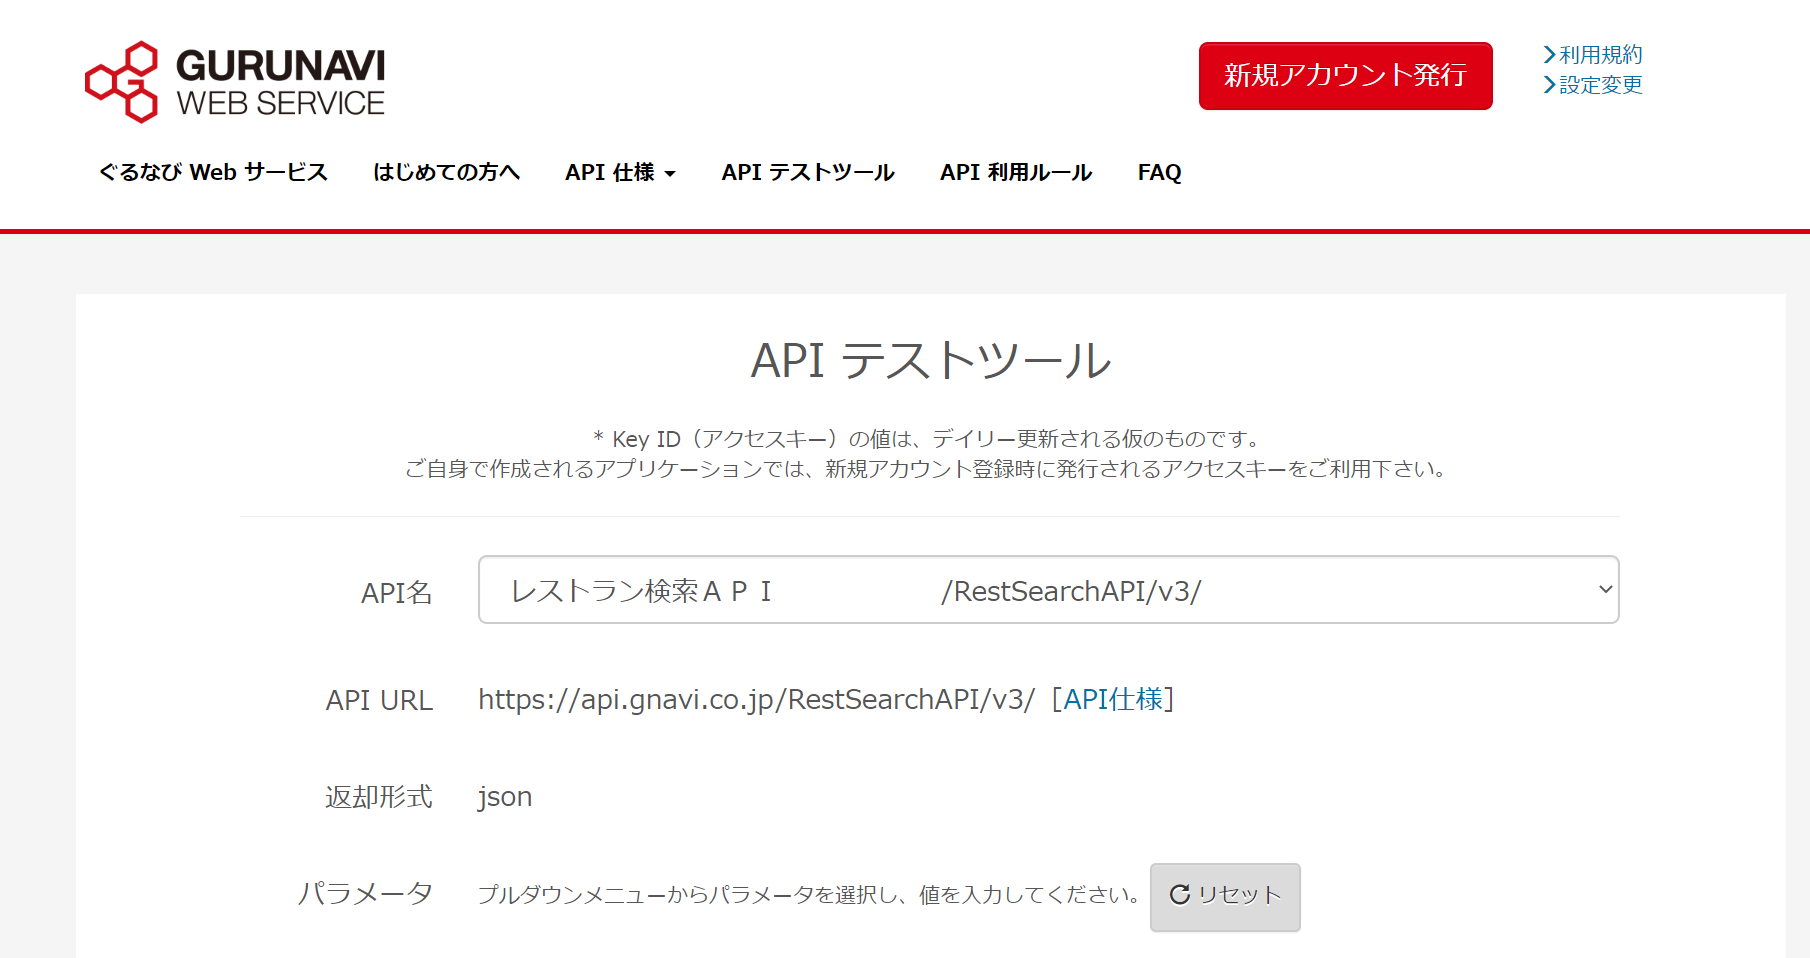 GURUNAVI
WEB SERVICE
新規アカウント発行
利用規約
設定変更
ぐるなび Web サービス はじめての方へ API 仕様 API テストツール API 利用ルール FAQ
API テストツール
* Key ID（アクセスキー）の値は、デイリー更新される仮のものです。
ご自身で作成されるアプリケーションでは、新規アカウント登録時に発行されるアクセスキーをご利用下さい。
API名 レストラン検索ＡＰＩ /RestSearchAPI/v3/
API URL https://api.gnavi.co.jp/RestSearchAPI/v3/ [API仕様]
返却形式 json
パラメータ プルダウンメニューからパラメータを選択し、値を入力してください。 リセット